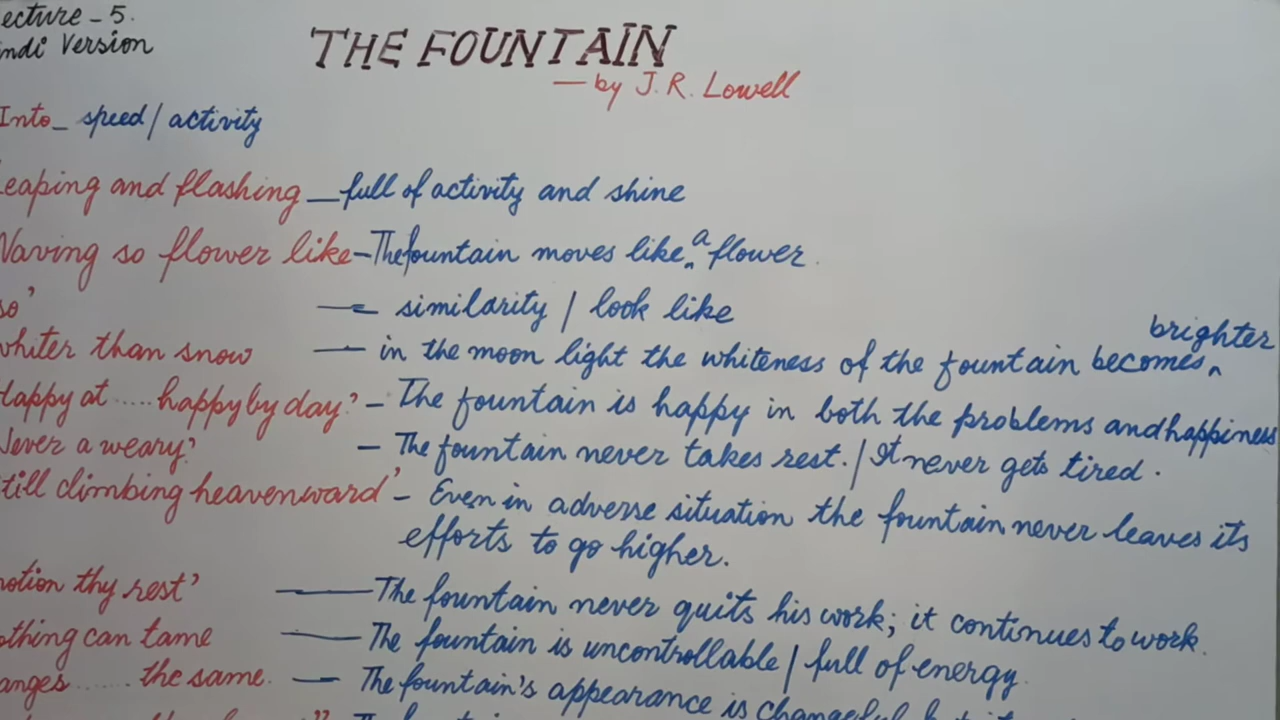 ecture - 5.
indi Version
THE FOUNTAIN
— by J. R. Lowell
Into_ speed / activity
eaping and flashing — full of activity and shine
Waving so flower like - The fountain moves like a flower.
so' — similarity / look like
whiter than snow — in the moon light the whiteness of the fountain becomes brighter
Happy at ..... happy by day' - The fountain is happy in both the problems and happiness
Never a weary' - The fountain never takes rest. / It never gets tired.
till climbing heavenward' - Even in adverse situation the fountain never leaves its
efforts to go higher.
otion thy rest' — The fountain never quits his work; it continues to work.
othing can tame — The fountain is uncontrollable / full of energy.
anges ...... the same. — The fountain's appearance is changeful but it